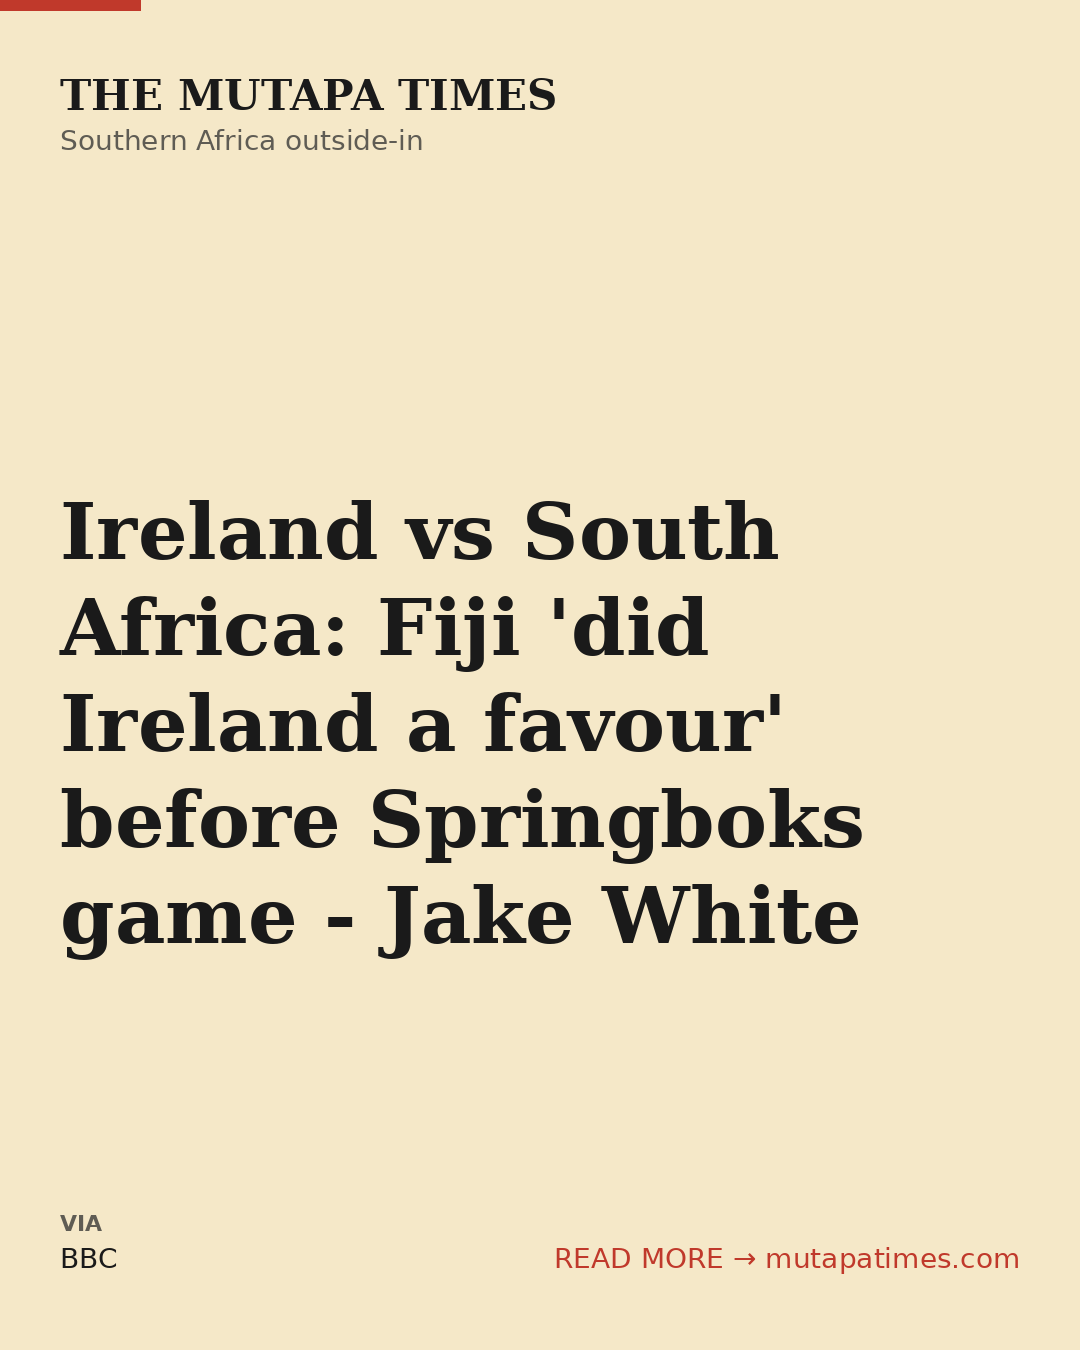 THE MUTAPA TIMES
Southern Africa outside-in
Ireland vs South
Africa: Fiji 'did
Ireland a favour'
before Springboks
game - Jake White
VIA
BBC
READ MORE → mutapatimes.com